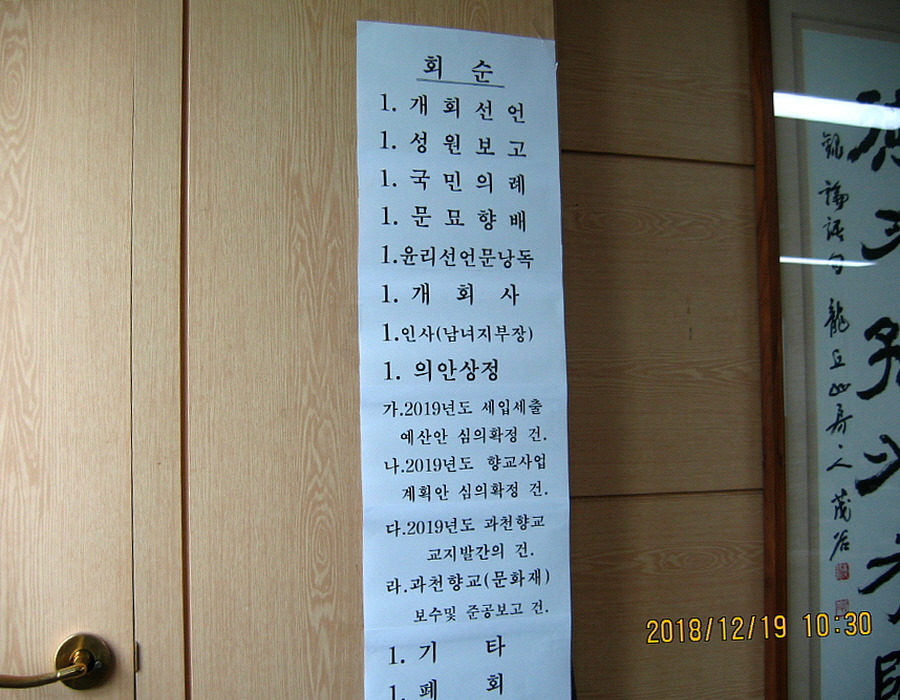 회 순
1. 개 회 선 언
1. 성 원 보 고
1. 국 민 의 례
1. 문 묘 향 배
1.윤리선언문낭독
1. 개 회 사
1.인사(남녀지부장)
1. 의안상정
가.2019년도 세입세출
예산안 심의확정 건.
나.2019년도 향교사업
계획안 심의확정 건.
다.2019년도 과천향교
교지발간의 건.
라.과천향교(문화재)
보수및 준공보고 건.
1. 기 타
1. 폐 회
2018/12/19 10:30
論語句 龍